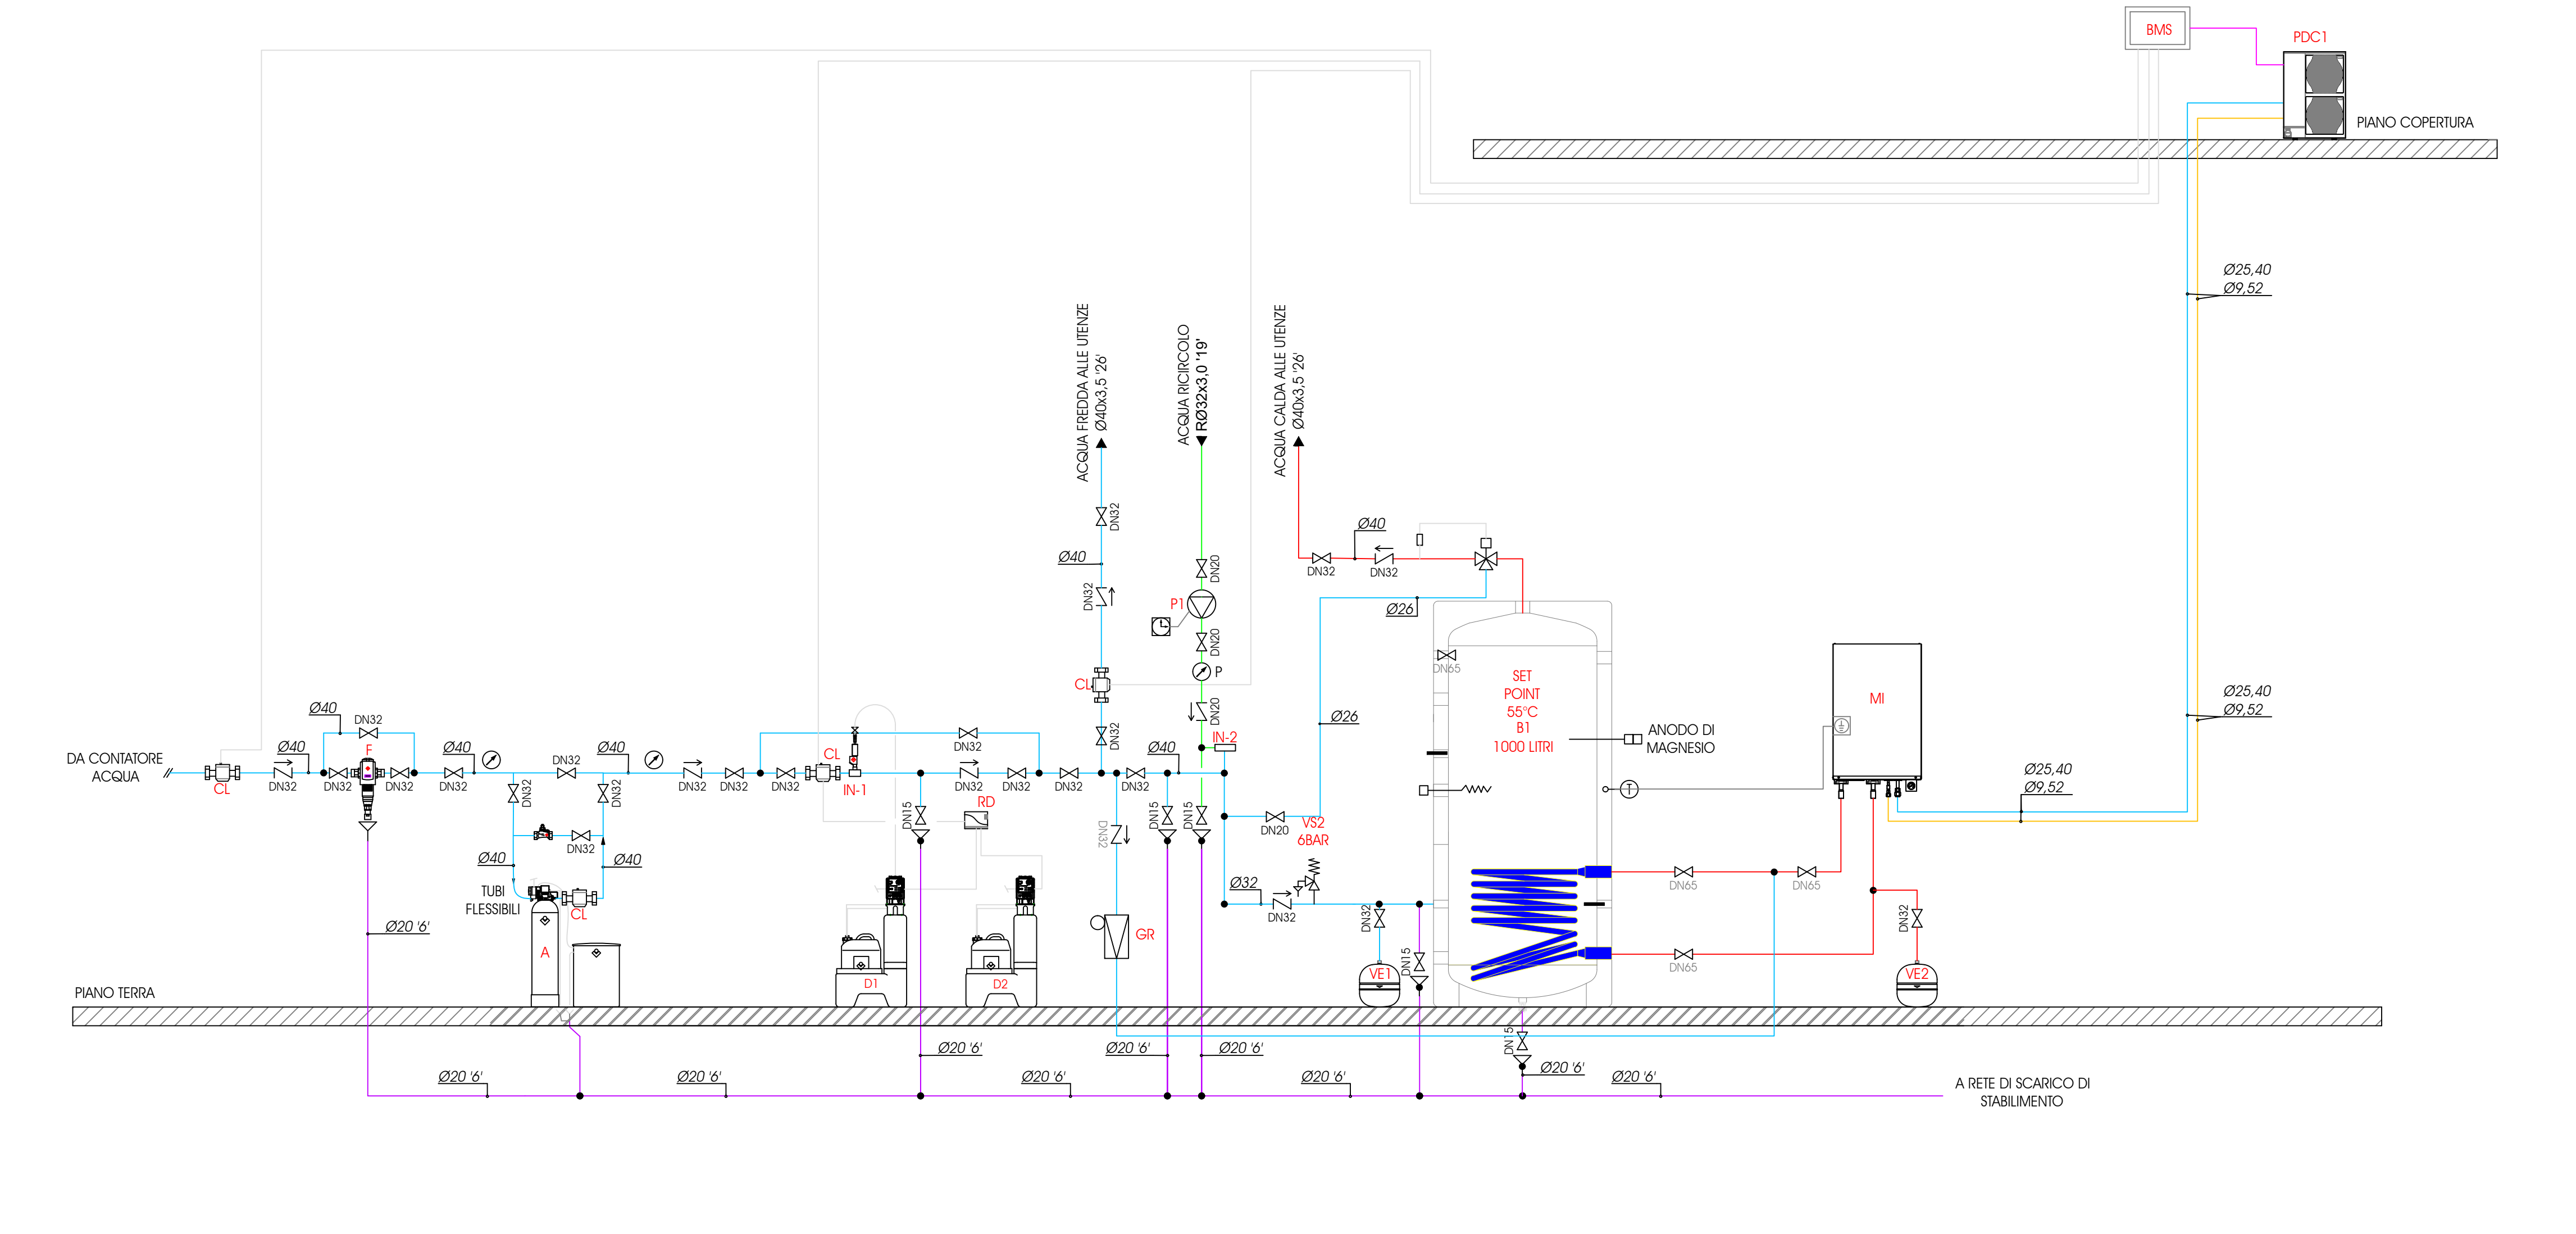 BMS
PDC1
PIANO COPERTURA
Ø25,40
Ø9,52
ACQUA FREDDA ALLE UTENZE
Ø40x3,5 '26'
ACQUA RICIRCOLO
RØ32x3,0 '19'
ACQUA CALDA ALLE UTENZE
Ø40x3,5 '26'
DN32
Ø40
DN32
DN20
P1
DN20
P
DN20
CL
DN32
Ø40
DN32
DN32
Ø26
Ø26
DN65
SET
POINT
55°C
B1
1000 LITRI
ANODO DI
MAGNESIO
T
MI
Ø25,40
Ø9,52
Ø25,40
Ø9,52
DA CONTATORE
ACQUA
CL
Ø40
DN32
Ø40
DN32
F
DN32
DN32
Ø40
DN32
DN32
Ø40
DN32
DN32
DN32
Ø40
Ø40
TUBI
FLESSIBILI
CL
A
DN32
DN32
DN32
CL
IN-1
DN32
DN32
DN32
DN32
DN32
Ø40
IN-2
DN15
RD
DN32
DN15
DN15
DN20
VS2
6BAR
Ø32
DN32
GR
D1
D2
DN32
VE1
DN15
DN65
DN65
DN65
DN32
VE2
PIANO TERRA
Ø20 '6'
Ø20 '6'
Ø20 '6'
Ø20 '6'
DN15
Ø20 '6'
Ø20 '6'
Ø20 '6'
Ø20 '6'
Ø20 '6'
Ø20 '6'
A RETE DI SCARICO DI
STABILIMENTO